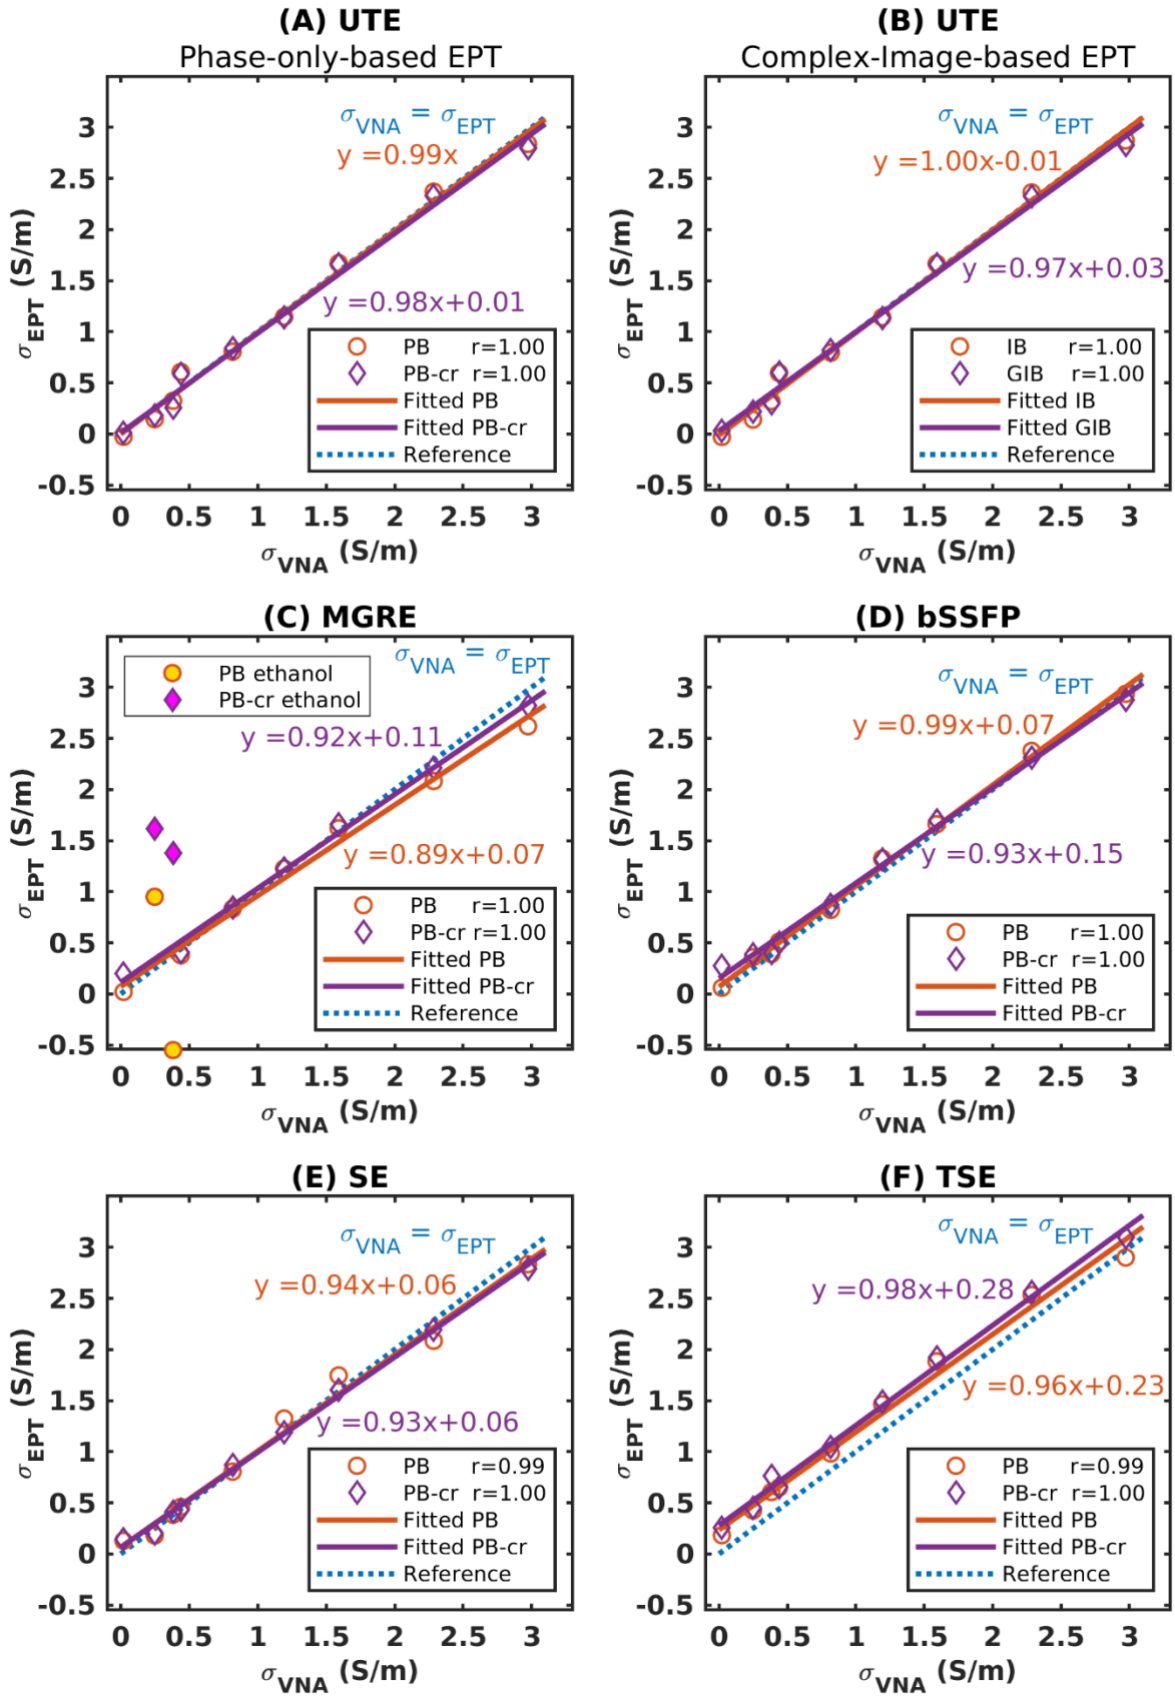 (A) UTE
Phase-only-based EPT
σVNA = σEPT
y =0.99x
y =0.98x+0.01
PB r=1.00
PB-cr r=1.00
Fitted PB
Fitted PB-cr
Reference
3
2.5
2
1.5
1
0.5
0
-0.5
σEPT (S/m)
0 0.5 1 1.5 2 2.5 3
σVNA (S/m)
(B) UTE
Complex-Image-based EPT
σVNA = σEPT
y =1.00x-0.01
y =0.97x+0.03
IB r=1.00
GIB r=1.00
Fitted IB
Fitted GIB
Reference
3
2.5
2
1.5
1
0.5
0
-0.5
σEPT (S/m)
0 0.5 1 1.5 2 2.5 3
σVNA (S/m)
(C) MGRE
PB ethanol
PB-cr ethanol
σVNA = σEPT
y =0.92x+0.11
y =0.89x+0.07
PB r=1.00
PB-cr r=1.00
Fitted PB
Fitted PB-cr
Reference
3
2.5
2
1.5
1
0.5
0
-0.5
σEPT (S/m)
0 0.5 1 1.5 2 2.5 3
σVNA (S/m)
(D) bSSFP
σVNA = σEPT
y =0.99x+0.07
y =0.93x+0.15
PB r=1.00
PB-cr r=1.00
Fitted PB
Fitted PB-cr
3
2.5
2
1.5
1
0.5
0
-0.5
σEPT (S/m)
0 0.5 1 1.5 2 2.5 3
σVNA (S/m)
(E) SE
σVNA = σEPT
y =0.94x+0.06
y =0.93x+0.06
PB r=0.99
PB-cr r=1.00
Fitted PB
Fitted PB-cr
Reference
3
2.5
2
1.5
1
0.5
0
-0.5
σEPT (S/m)
0 0.5 1 1.5 2 2.5 3
σVNA (S/m)
(F) TSE
σVNA = σEPT
y =0.98x+0.28
y =0.96x+0.23
PB r=0.99
PB-cr r=1.00
Fitted PB
Fitted PB-cr
Reference
3
2.5
2
1.5
1
0.5
0
-0.5
σEPT (S/m)
0 0.5 1 1.5 2 2.5 3
σVNA (S/m)